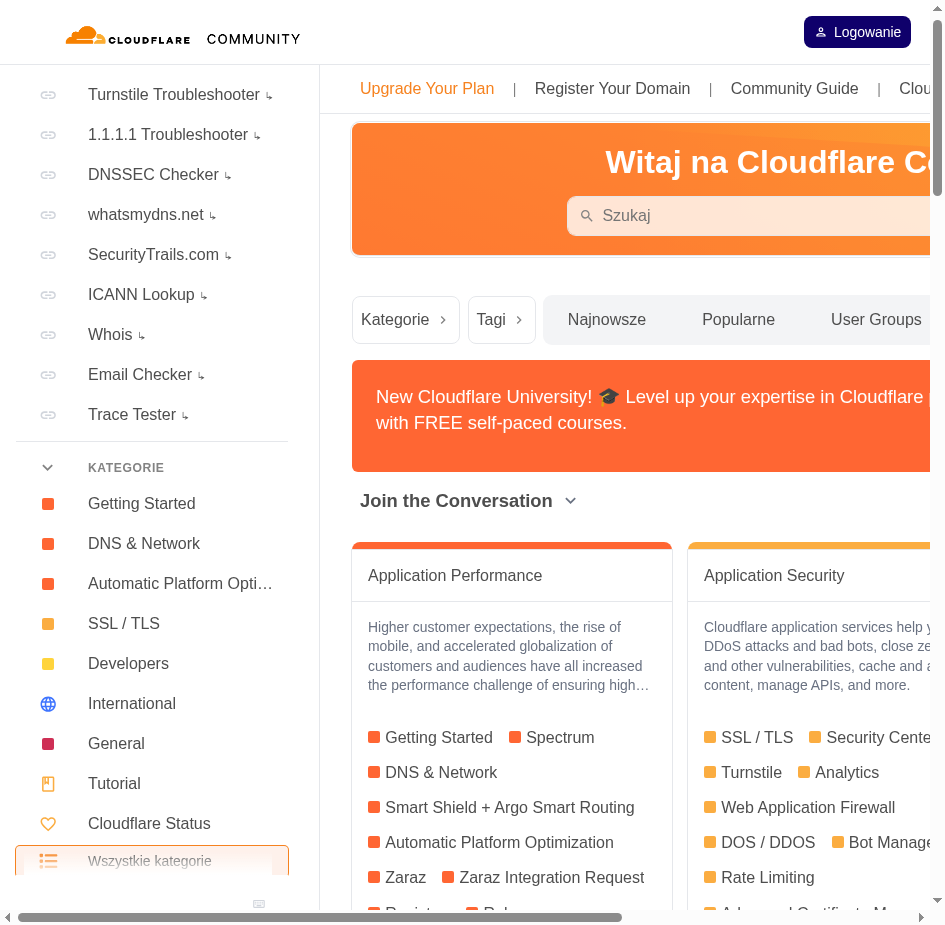 CLOUDFLARE COMMUNITY
Logowanie
Turnstile Troubleshooter
1.1.1.1 Troubleshooter
DNSSEC Checker
whatsmydns.net
SecurityTrails.com
ICANN Lookup
Whois
Email Checker
Trace Tester
KATEGORIE
Getting Started
DNS & Network
Automatic Platform Opti…
SSL / TLS
Developers
International
General
Tutorial
Cloudflare Status
Wszystkie kategorie
Upgrade Your Plan | Register Your Domain | Community Guide | Clou
Witaj na Cloudflare
Szukaj
Kategorie Tagi Najnowsze Popularne User Groups
New Cloudflare University! 🎓 Level up your expertise in Cloudflare
with FREE self-paced courses.
Join the Conversation
Application Performance
Higher customer expectations, the rise of
mobile, and accelerated globalization of
customers and audiences have all increased
the performance challenge of ensuring high…
Getting Started Spectrum
DNS & Network
Smart Shield + Argo Smart Routing
Automatic Platform Optimization
Zaraz Zaraz Integration Request
Application Security
Cloudflare application services help
DDoS attacks and bad bots, close
and other vulnerabilities, cache and
content, manage APIs, and more.
SSL / TLS Security Cente
Turnstile Analytics
Web Application Firewall
DOS / DDOS Bot Manage
Rate Limiting